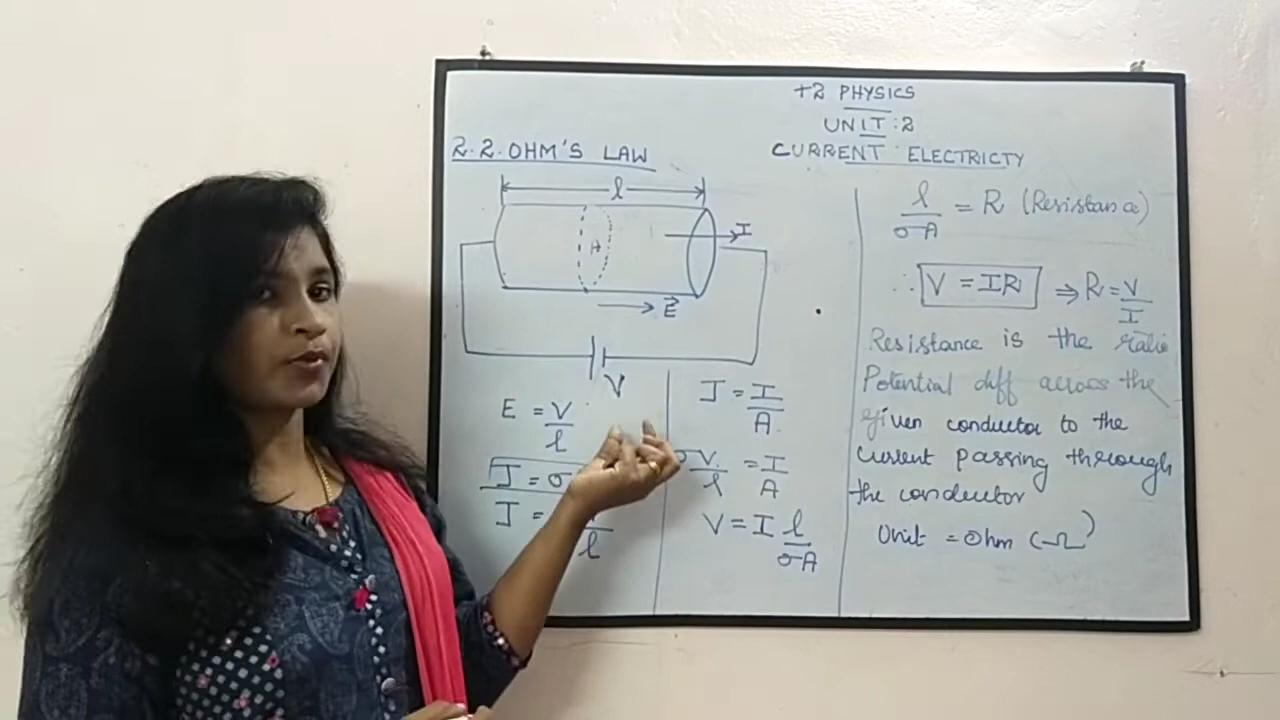 +2 PHYSICS
UNIT:2
CURRENT ELECTRICTY
2.2.OHM'S LAW
l
A
I
E
V
E = V/l
J = σ
J = /l
J = I/A
σV/l = I/A
V = I l/σA
l/σA = R (Resistance)
∴ V = IR ⇒ R = V/I
Resistance is the ratio
Potential diff across the
given conductor to the
current passing through
the conductor
Unit = Ohm (Ω)